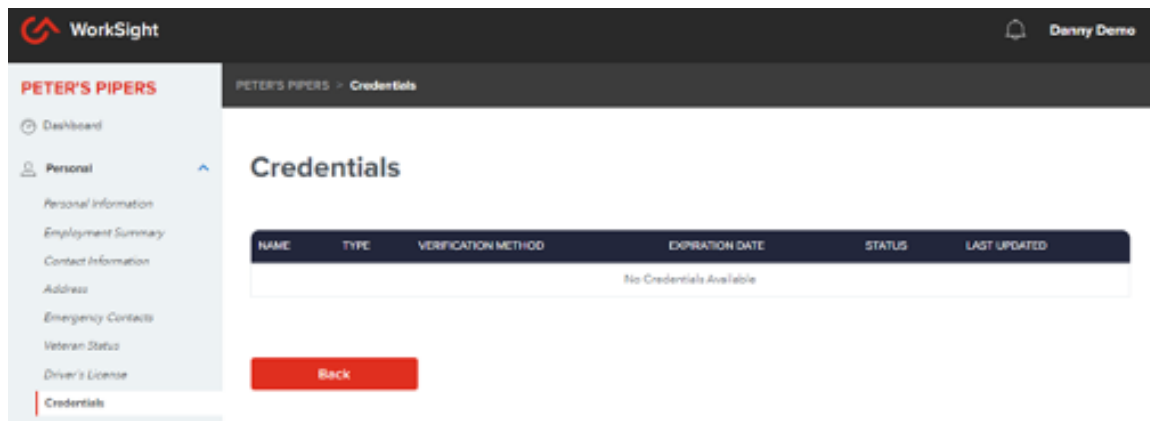 WorkSight
Danny Demo
PETER'S PIPERS
PETER'S PIPERS > Credentials
Dashboard
Personal
Personal Information
Employment Summary
Contact Information
Address
Emergency Contacts
Veteran Status
Driver's License
Credentials
Credentials
NAME TYPE VERIFICATION METHOD EXPIRATION DATE STATUS LAST UPDATED
No Credentials Available
Back